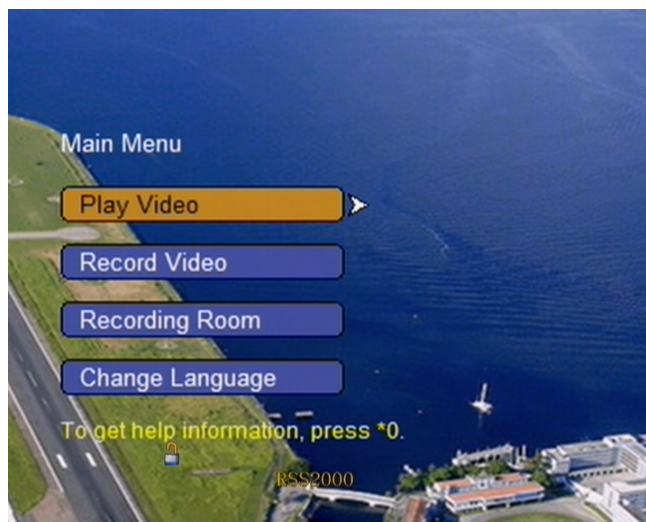 Main Menu
Play Video
Record Video
Recording Room
Change Language
To get help information, press *0.
RSS2000